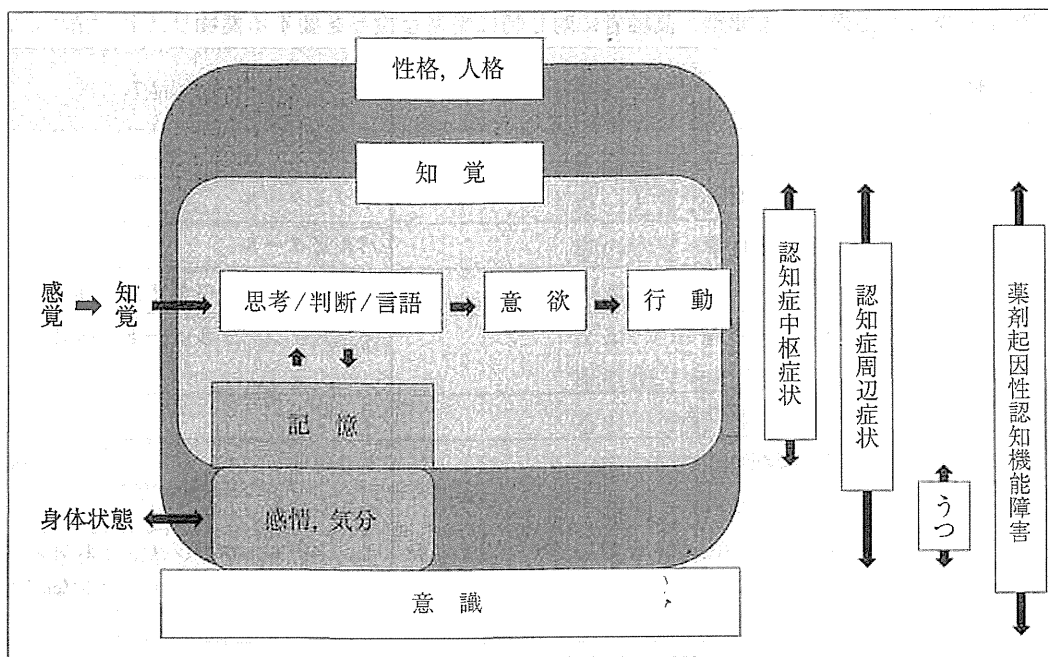 性格，人格
知　覚
感覚
知覚
思考/判断/言語
意　欲
行　動
記　憶
身体状態
感情，気分
意　識
認知症中枢症状
認知症周辺症状
うつ
薬剤起因性認知機能障害